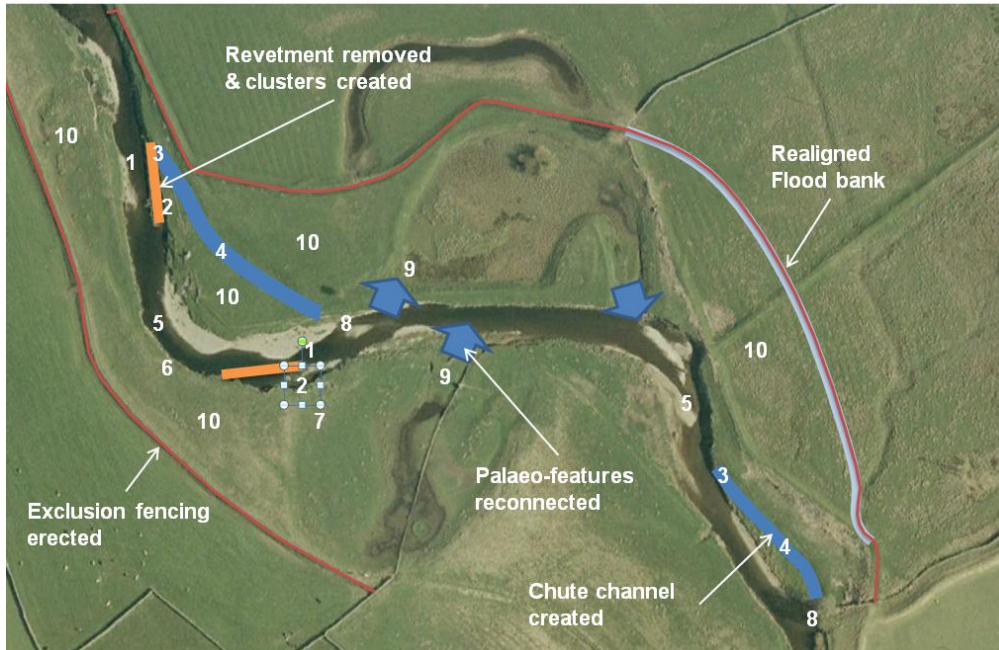 Revetment removed
& clusters created
10
1
3
2
Realigned
Flood bank
10
4
9
10
5
8
1
10
6
2
9
10
7
5
Palaeo-features
reconnected
3
Exclusion fencing
erected
4
Chute channel
created
8